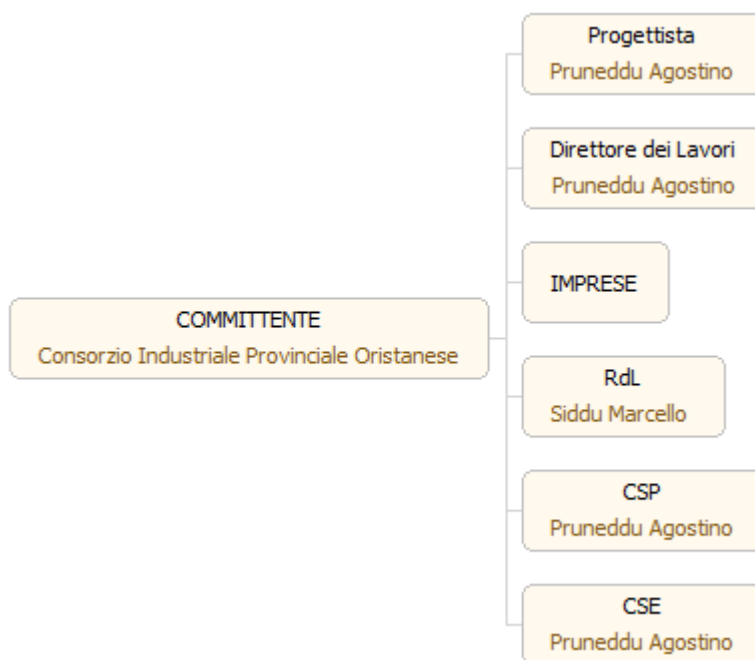 Progettista
Pruneddu Agostino
Direttore dei Lavori
Pruneddu Agostino
IMPRESE
COMMITTENTE
Consorzio Industriale Provinciale Oristanese
RdL
Siddu Marcello
CSP
Pruneddu Agostino
CSE
Pruneddu Agostino